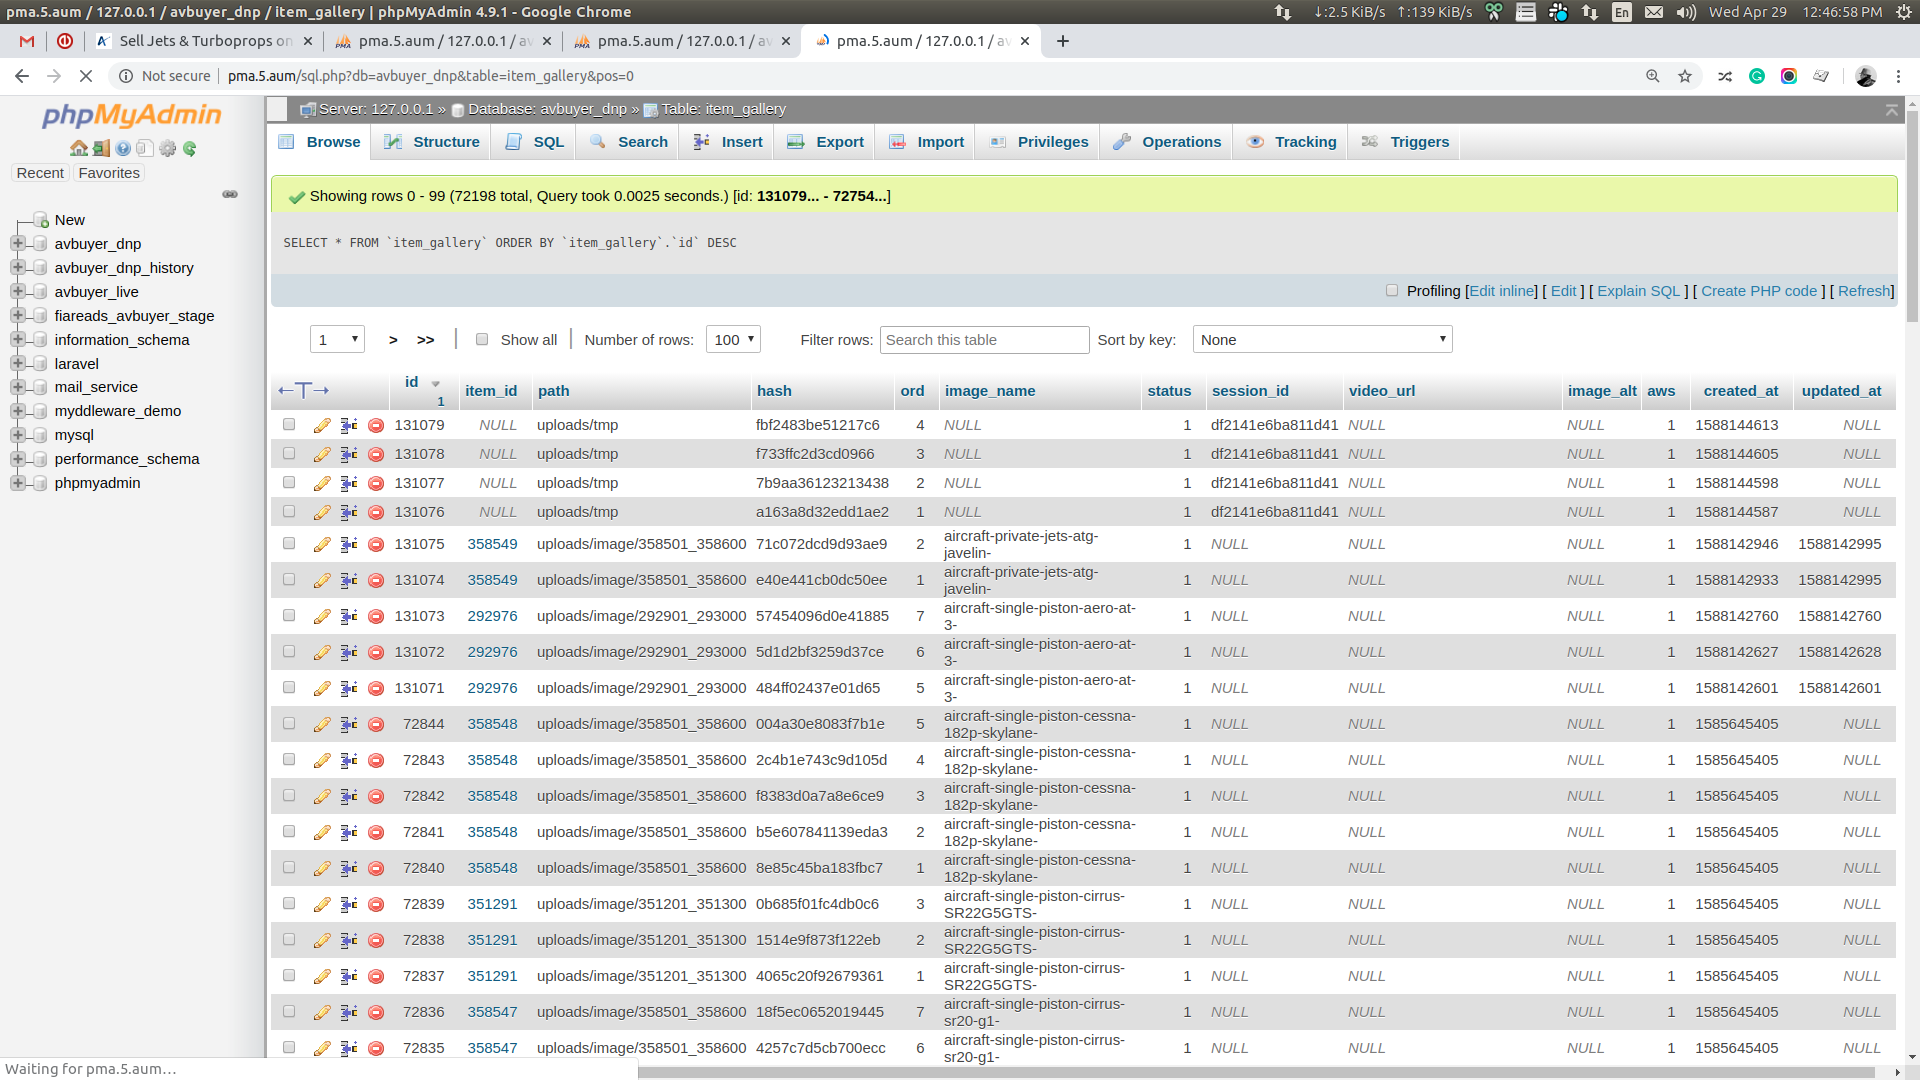 pma.5.aum / 127.0.0.1 / avbuyer_dnp / item_gallery | phpMyAdmin 4.9.1 - Google Chrome
↓:2.5 KiB/s ↑:139 KiB/s En Wed Apr 29 12:46:58 PM
Sell Jets & Turboprops on
pma.5.aum / 127.0.0.1 / av
pma.5.aum / 127.0.0.1 / av
pma.5.aum / 127.0.0.1 / av
Not secure | pma.5.aum/sql.php?db=avbuyer_dnp&table=item_gallery&pos=0
phpMyAdmin
Recent Favorites
New
avbuyer_dnp
avbuyer_dnp_history
avbuyer_live
fiareads_avbuyer_stage
information_schema
laravel
mail_service
myddleware_demo
mysql
performance_schema
phpmyadmin
Server: 127.0.0.1 » Database: avbuyer_dnp » Table: item_gallery
Browse Structure SQL Search Insert Export Import Privileges Operations Tracking Triggers
Showing rows 0 - 99 (72198 total, Query took 0.0025 seconds.) [id: 131079... - 72754...]
SELECT * FROM `item_gallery` ORDER BY `item_gallery`.`id` DESC
Profiling [Edit inline] [ Edit ] [ Explain SQL ] [ Create PHP code ] [ Refresh]
1 > >> | Show all | Number of rows: 100 Filter rows: Search this table Sort by key: None
←T→ id 1 item_id path hash ord image_name status session_id video_url image_alt aws created_at updated_at
131079 NULL uploads/tmp fbf2483be51217c6 4 NULL 1 df2141e6ba811d41 NULL NULL 1 1588144613 NULL
131078 NULL uploads/tmp f733ffc2d3cd0966 3 NULL 1 df2141e6ba811d41 NULL NULL 1 1588144605 NULL
131077 NULL uploads/tmp 7b9aa36123213438 2 NULL 1 df2141e6ba811d41 NULL NULL 1 1588144598 NULL
131076 NULL uploads/tmp a163a8d32edd1ae2 1 NULL 1 df2141e6ba811d41 NULL NULL 1 1588144587 NULL
131075 358549 uploads/image/358501_358600 71c072dcd9d93ae9 2 aircraft-private-jets-atg-javelin- 1 NULL NULL NULL 1 1588142946 1588142995
131074 358549 uploads/image/358501_358600 e40e441cb0dc50ee 1 aircraft-private-jets-atg-javelin- 1 NULL NULL NULL 1 1588142933 1588142995
131073 292976 uploads/image/292901_293000 57454096d0e41885 7 aircraft-single-piston-aero-at-3- 1 NULL NULL NULL 1 1588142760 1588142760
131072 292976 uploads/image/292901_293000 5d1d2bf3259d37ce 6 aircraft-single-piston-aero-at-3- 1 NULL NULL NULL 1 1588142627 1588142628
131071 292976 uploads/image/292901_293000 484ff02437e01d65 5 aircraft-single-piston-aero-at-3- 1 NULL NULL NULL 1 1588142601 1588142601
72844 358548 uploads/image/358501_358600 004a30e8083f7b1e 5 aircraft-single-piston-cessna-182p-skylane- 1 NULL NULL NULL 1 1585645405 NULL
72843 358548 uploads/image/358501_358600 2c4b1e743c9d105d 4 aircraft-single-piston-cessna-182p-skylane- 1 NULL NULL NULL 1 1585645405 NULL
72842 358548 uploads/image/358501_358600 f8383d0a7a8e6ce9 3 aircraft-single-piston-cessna-182p-skylane- 1 NULL NULL NULL 1 1585645405 NULL
72841 358548 uploads/image/358501_358600 b5e607841139eda3 2 aircraft-single-piston-cessna-182p-skylane- 1 NULL NULL NULL 1 1585645405 NULL
72840 358548 uploads/image/358501_358600 8e85c45ba183fbc7 1 aircraft-single-piston-cessna-182p-skylane- 1 NULL NULL NULL 1 1585645405 NULL
72839 351291 uploads/image/351201_351300 0b685f01fc4db0c6 3 aircraft-single-piston-cirrus-SR22G5GTS- 1 NULL NULL NULL 1 1585645405 NULL
72838 351291 uploads/image/351201_351300 1514e9f873f122eb 2 aircraft-single-piston-cirrus-SR22G5GTS- 1 NULL NULL NULL 1 1585645405 NULL
72837 351291 uploads/image/351201_351300 4065c20f92679361 1 aircraft-single-piston-cirrus-SR22G5GTS- 1 NULL NULL NULL 1 1585645405 NULL
72836 358547 uploads/image/358501_358600 18f5ec0652019445 7 aircraft-single-piston-cirrus-sr20-g1- 1 NULL NULL NULL 1 1585645405 NULL
72835 358547 uploads/image/358501_358600 4257c7d5cb700ecc 6 aircraft-single-piston-cirrus-sr20-g1- 1 NULL NULL NULL 1 1585645405 NULL
Waiting for pma.5.aum…